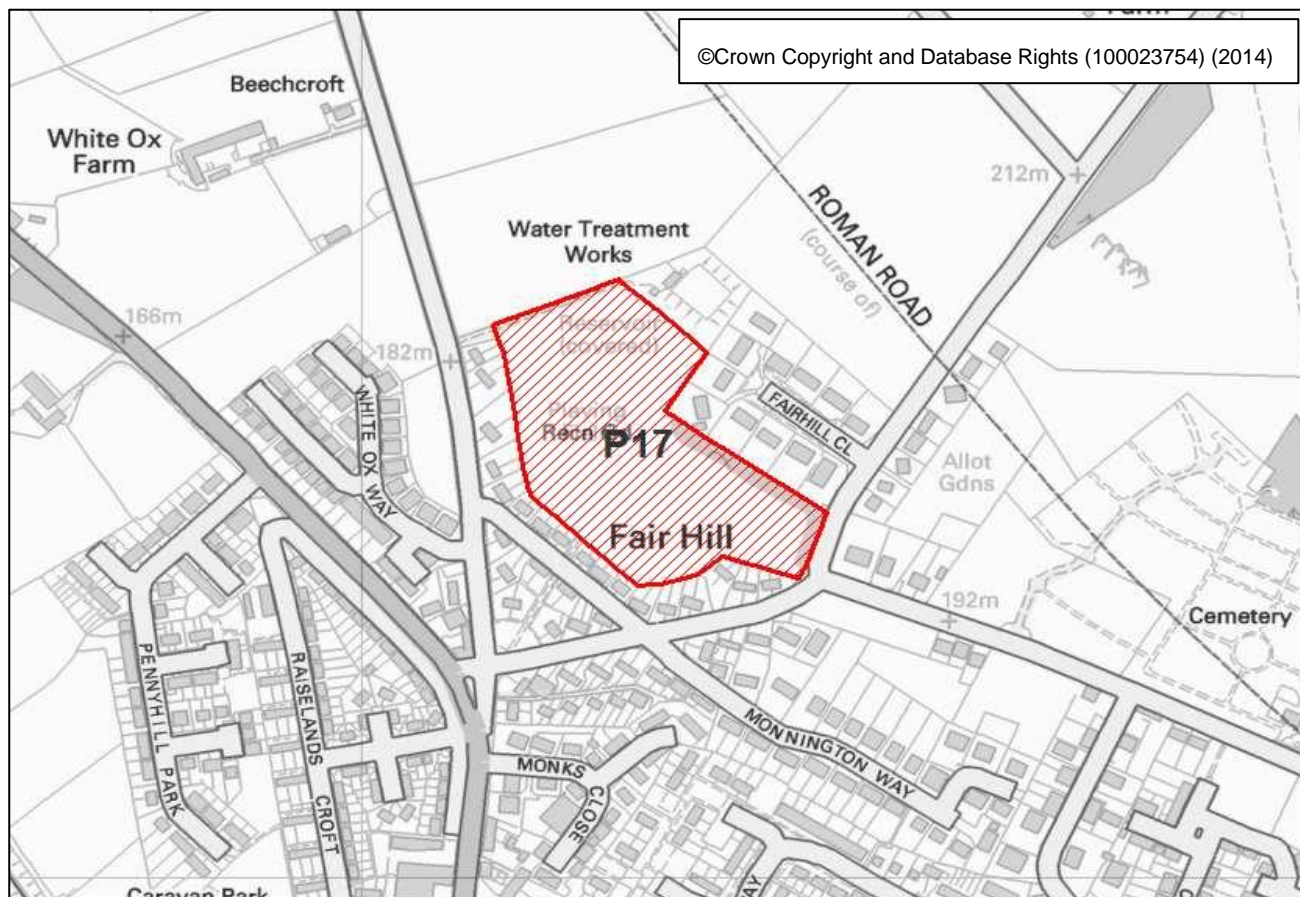 ©Crown Copyright and Database Rights (100023754) (2014)
Beechcroft
White Ox
Farm
212m
ROMAN ROAD
(course of)
Water Treatment
Works
166m
182m
Reservoir
(covered)
WHITE OX WAY
Playing
Recn
P17
FAIRHILL CL
Allot
Gdns
Fair Hill
192m
Cemetery
PENNYHILL PARK
RAISELANDS CROFT
MONNINGTON WAY
MONKS CLOSE
WAY
Caravan Park